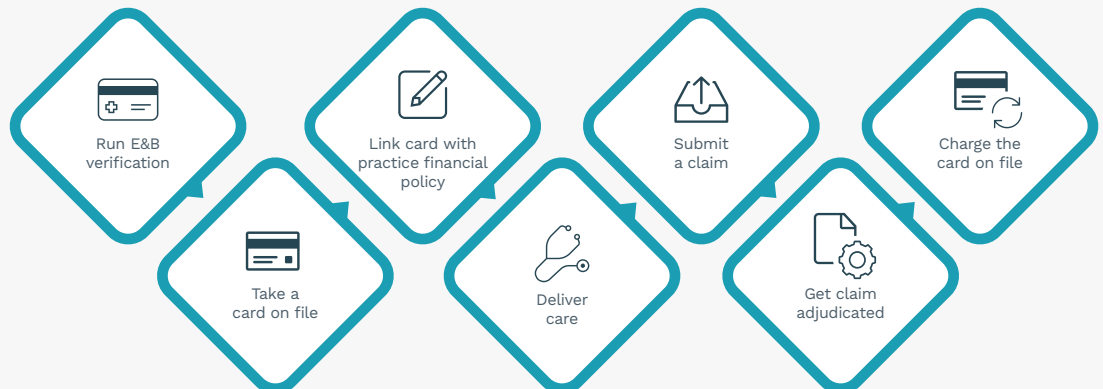 Run E&B
verification
Take a
card on file
Link card with
practice financial
policy
Deliver
care
Submit
a claim
Get claim
adjudicated
Charge the
card on file